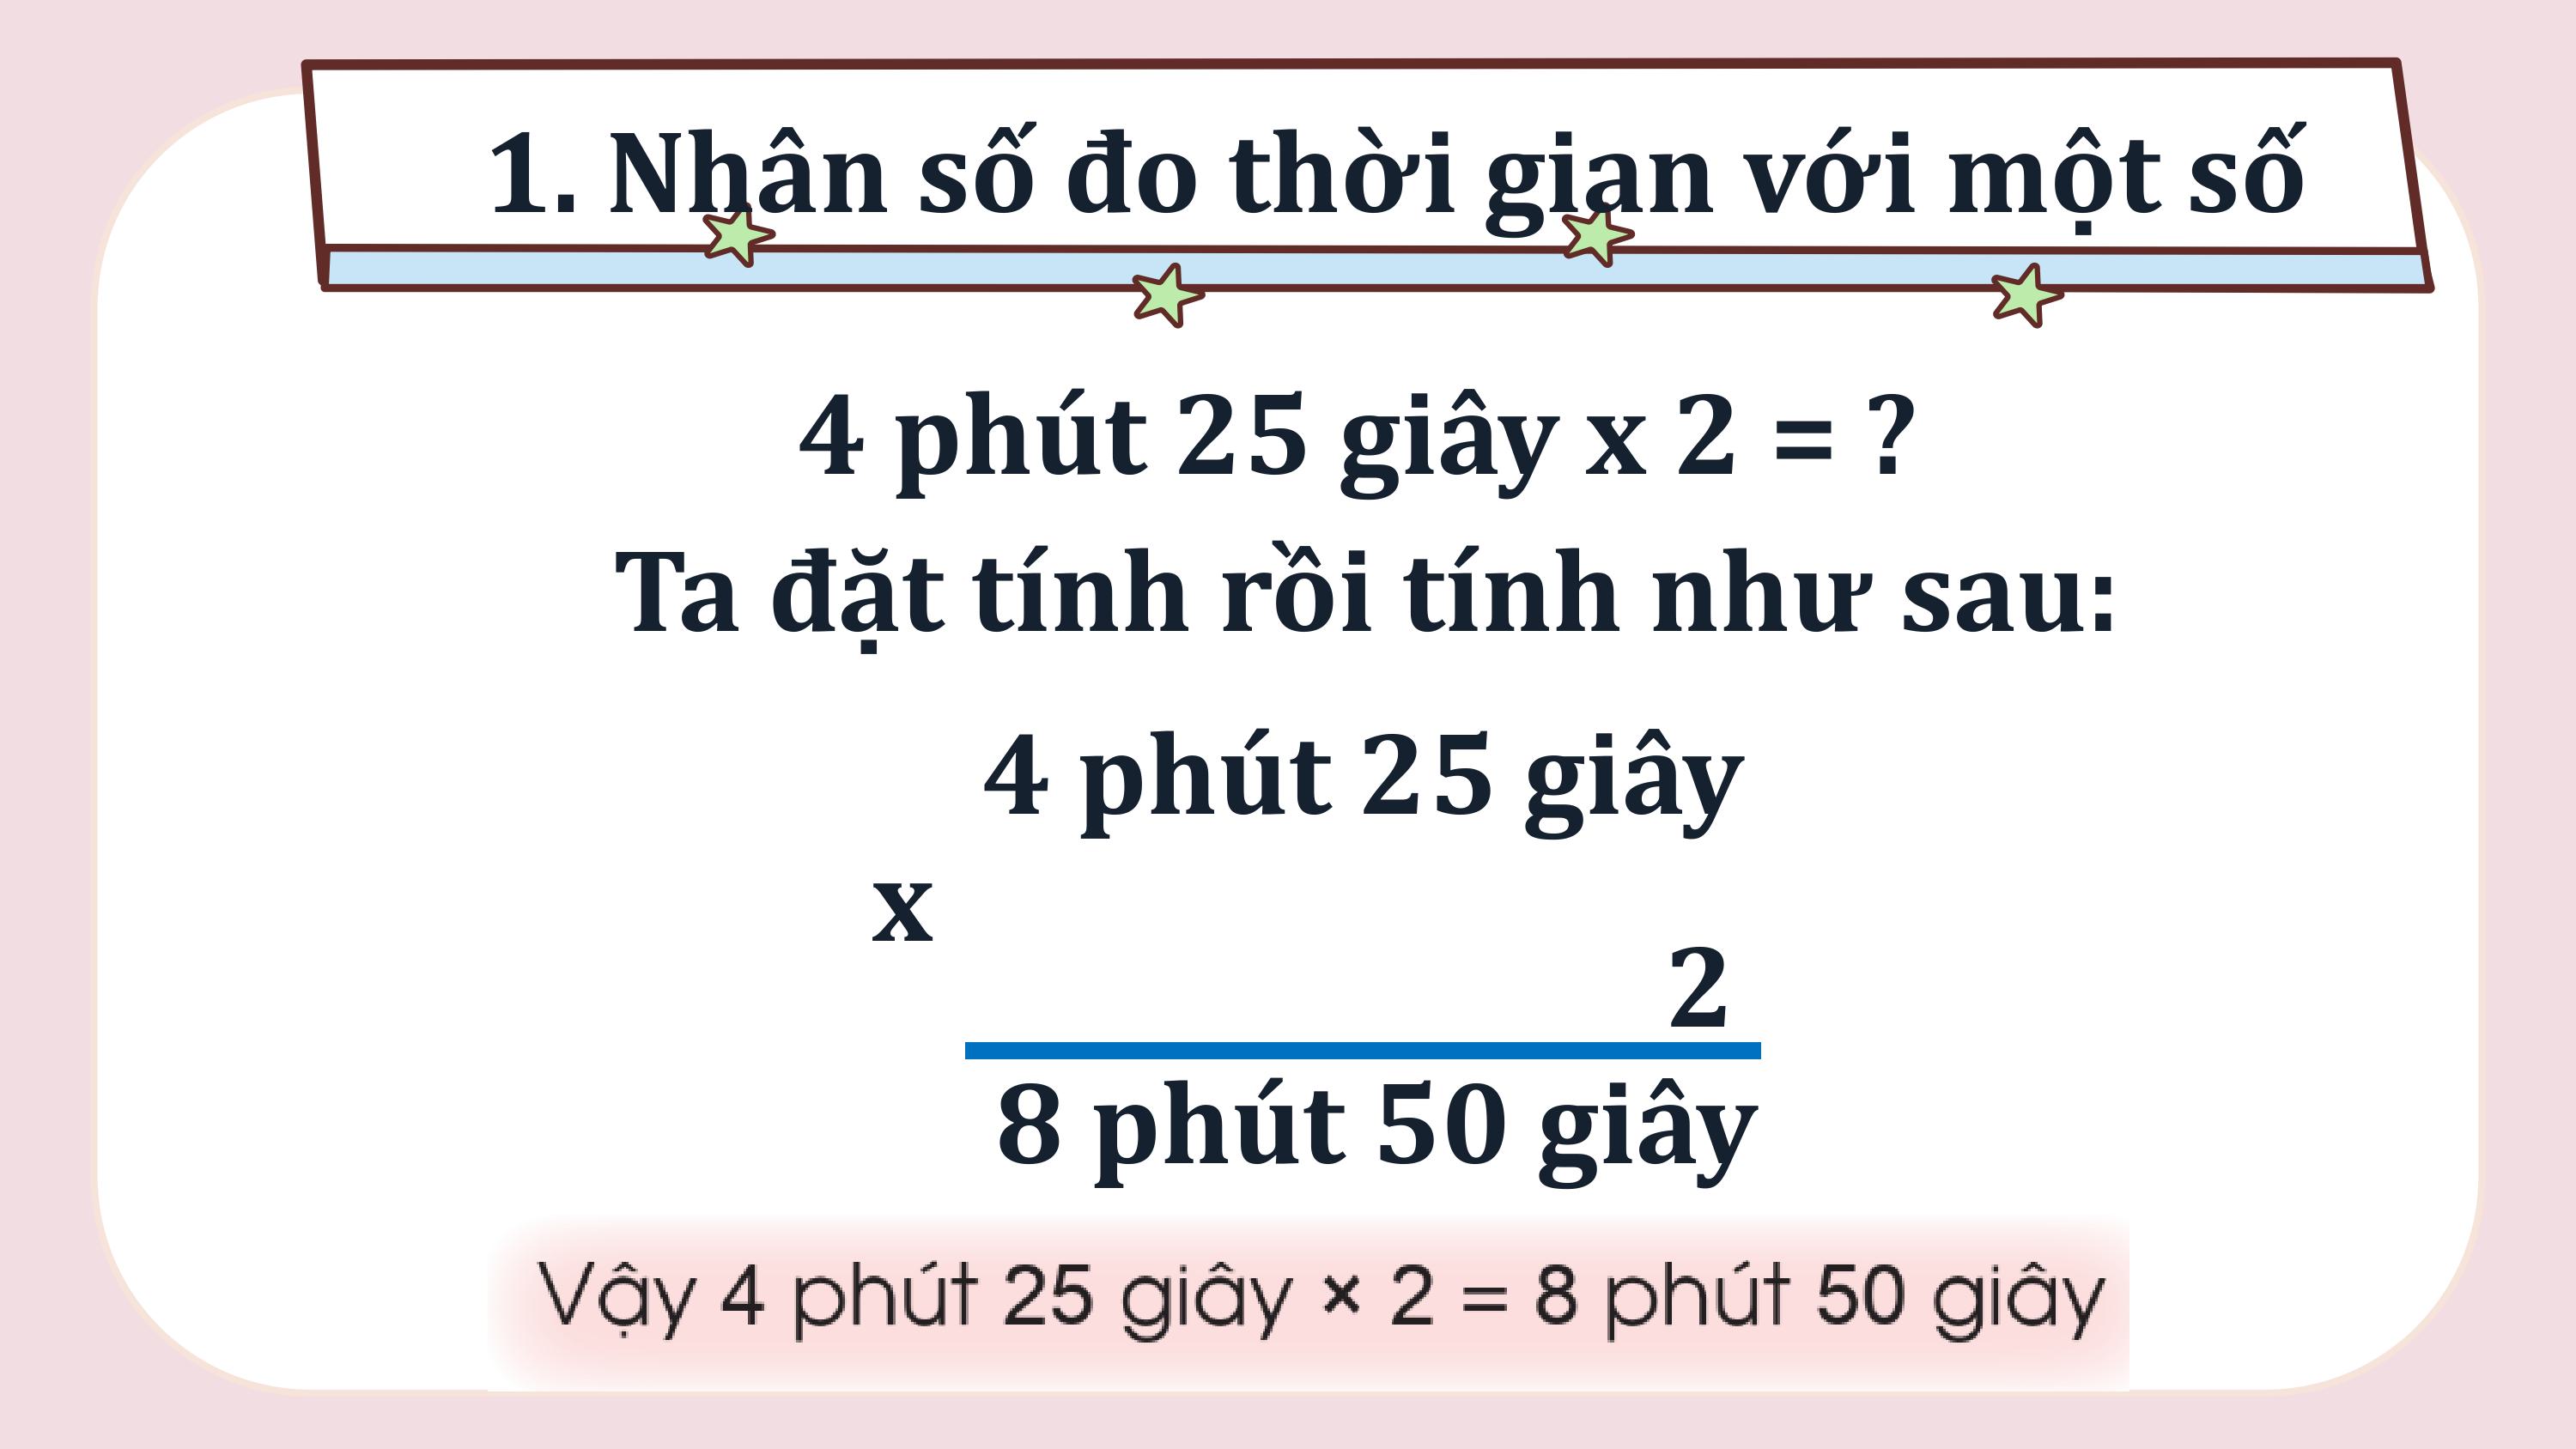 1. Nhân số đo thời gian với một số
4 phút 25 giây x 2 = ?
Ta đặt tính rồi tính như sau:
4 phút 25 giây
x
2
8 phút 50 giây
Vậy 4 phút 25 giây × 2 = 8 phút 50 giây